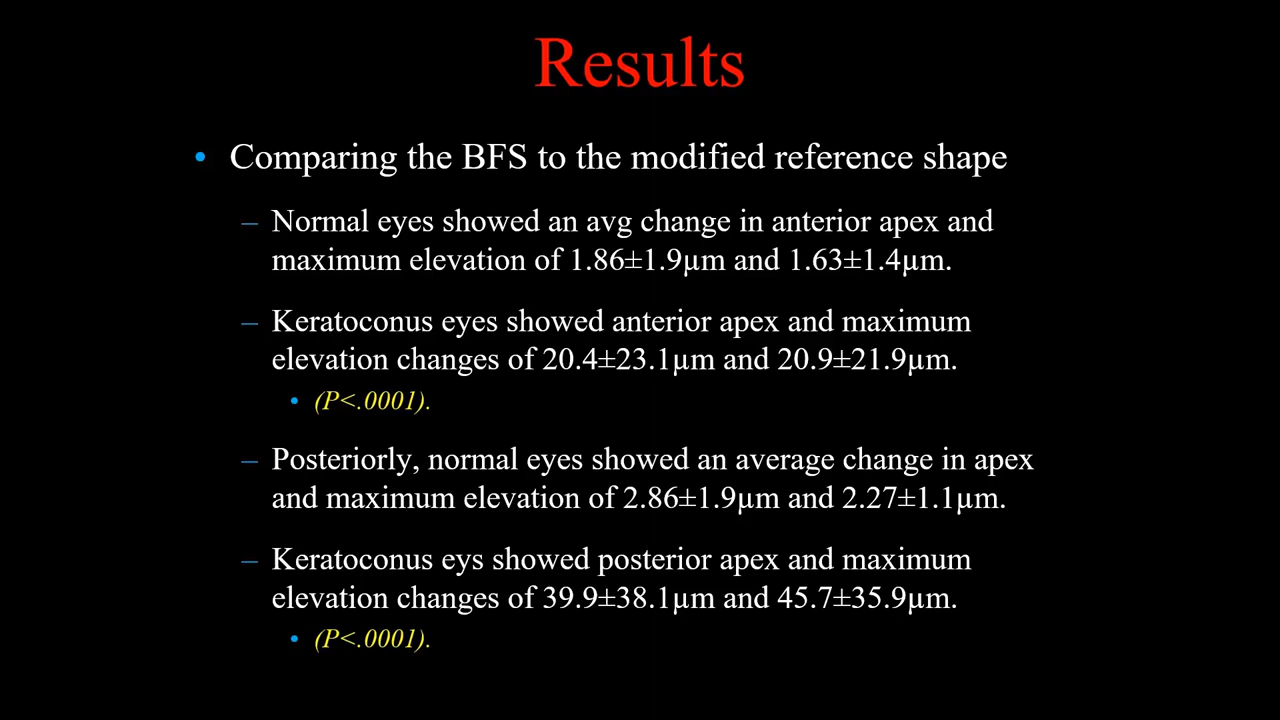 Results
• Comparing the BFS to the modified reference shape
– Normal eyes showed an avg change in anterior apex and
maximum elevation of 1.86±1.9µm and 1.63±1.4µm.
– Keratoconus eyes showed anterior apex and maximum
elevation changes of 20.4±23.1µm and 20.9±21.9µm.
• (P<.0001).
– Posteriorly, normal eyes showed an average change in apex
and maximum elevation of 2.86±1.9µm and 2.27±1.1µm.
– Keratoconus eys showed posterior apex and maximum
elevation changes of 39.9±38.1µm and 45.7±35.9µm.
• (P<.0001).